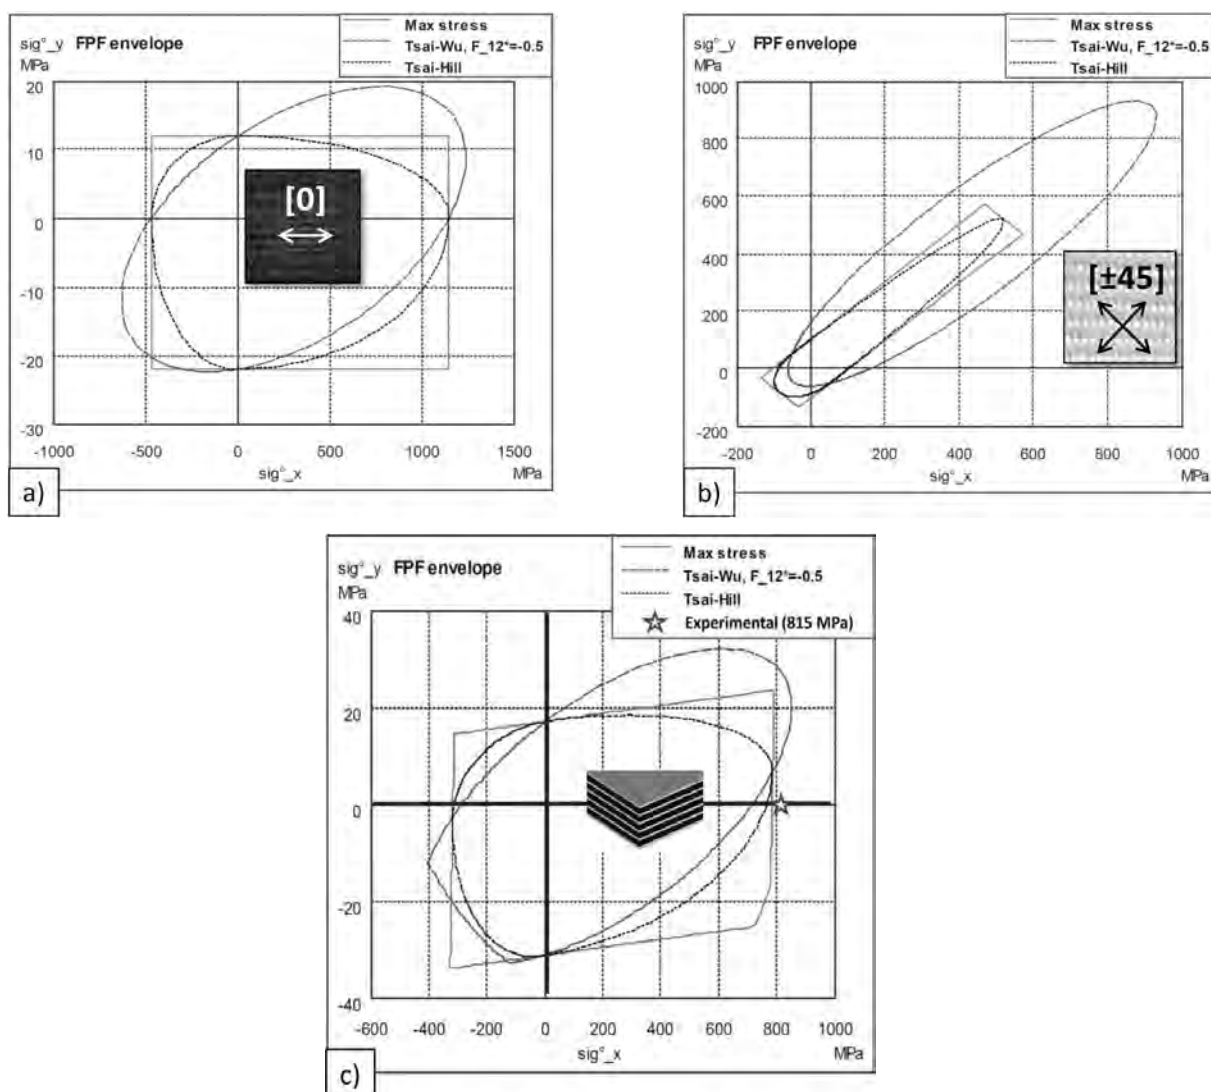 Max stress
Tsai-Wu, F_12*=-0.5
Tsai-Hill
sig°_y FPF envelope
MPa
20
10
0
-10
-20
-30
-1000 -500 0 500 1000 1500
sig°_x MPa
[0]
a)
Max stress
Tsai-Wu, F_12*=-0.5
Tsai-Hill
sig°_y FPF envelope
MPa
1000
800
600
400
200
0
-200
-200 0 200 400 600 800 1000
sig°_x MPa
[±45]
b)
Max stress
Tsai-Wu, F_12*=-0.5
Tsai-Hill
Experimental (815 MPa)
sig°_y FPF envelope
MPa
40
20
0
-20
-40
-600 -400 -200 0 200 400 600 800 1000
sig°_x MPa
c)